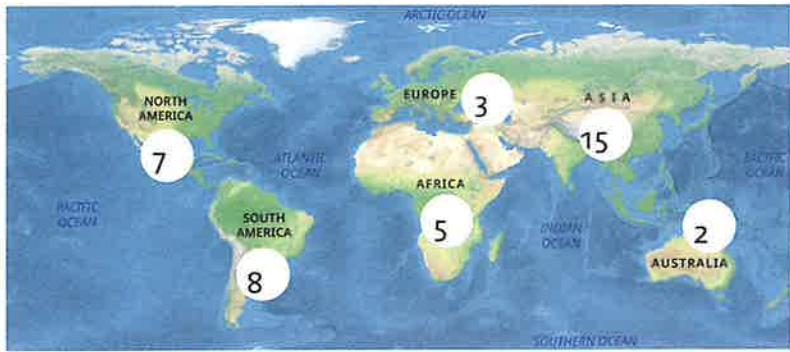 ARCTIC OCEAN
NORTH
AMERICA
7
EUROPE
3
ASIA
15
ATLANTIC
OCEAN
PACIFIC
OCEAN
AFRICA
5
PACIFIC
OCEAN
SOUTH
AMERICA
8
INDIAN
OCEAN
2
AUSTRALIA
SOUTHERN OCEAN